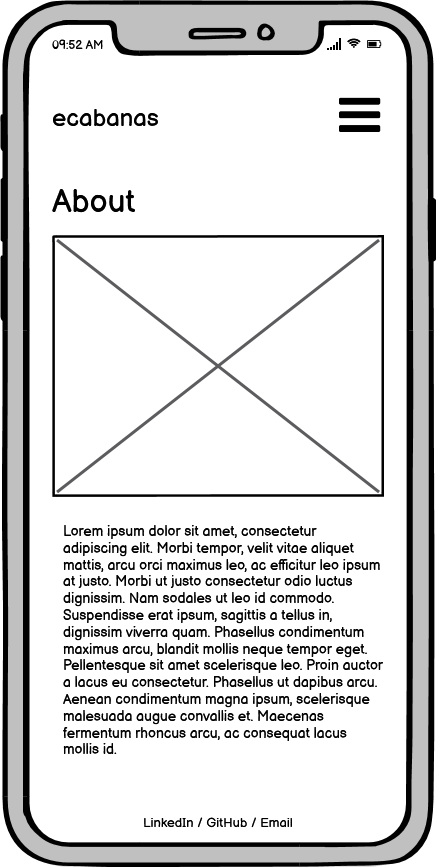 09:52 AM
ecabanas
About
Lorem ipsum dolor sit amet, consectetur
adipiscing elit. Morbi tempor, velit vitae aliquet
mattis, arcu orci maximus leo, ac efficitur leo ipsum
at justo. Morbi ut justo consectetur odio luctus
dignissim. Nam sodales ut leo id commodo.
Suspendisse erat ipsum, sagittis a tellus in,
dignissim viverra quam. Phasellus condimentum
maximus arcu, blandit mollis neque tempor eget.
Pellentesque sit amet scelerisque leo. Proin auctor
a lacus eu consectetur. Phasellus ut dapibus arcu.
Aenean condimentum magna ipsum, scelerisque
malesuada augue convallis et. Maecenas
fermentum rhoncus arcu, ac consequat lacus
mollis id.
LinkedIn / GitHub / Email